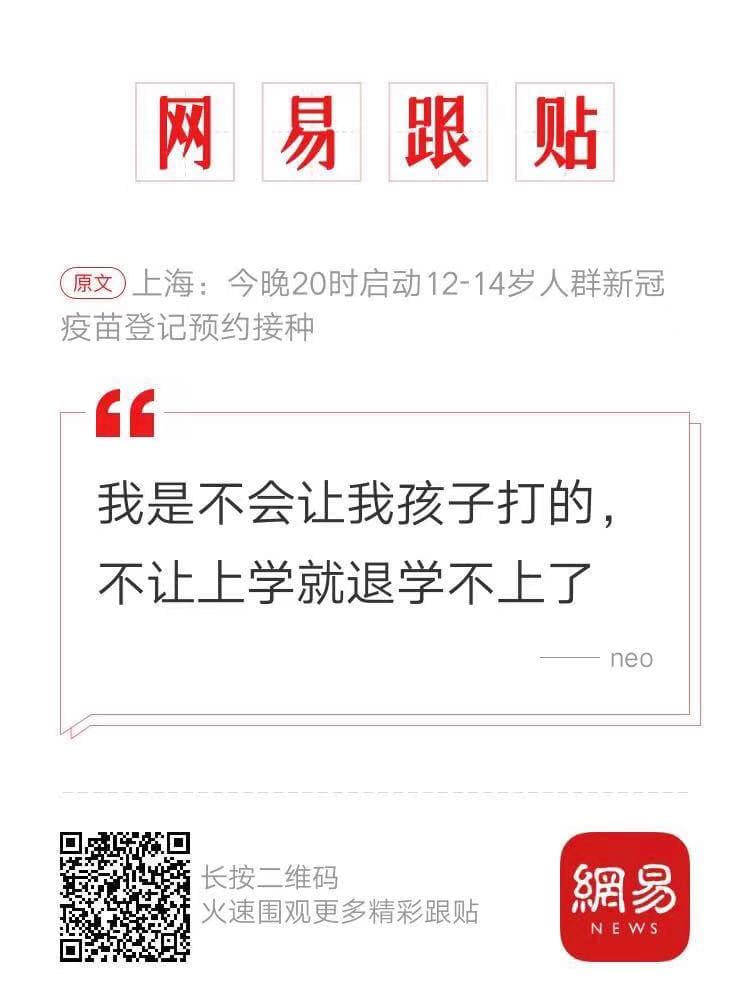 网易跟贴
原文 上海：今晚20时启动12-14岁人群新冠
疫苗登记预约接种
我是不会让我孩子打的，
不让上学就退学不上了
—— neo
长按二维码
火速围观更多精彩跟贴
網易
NEWS